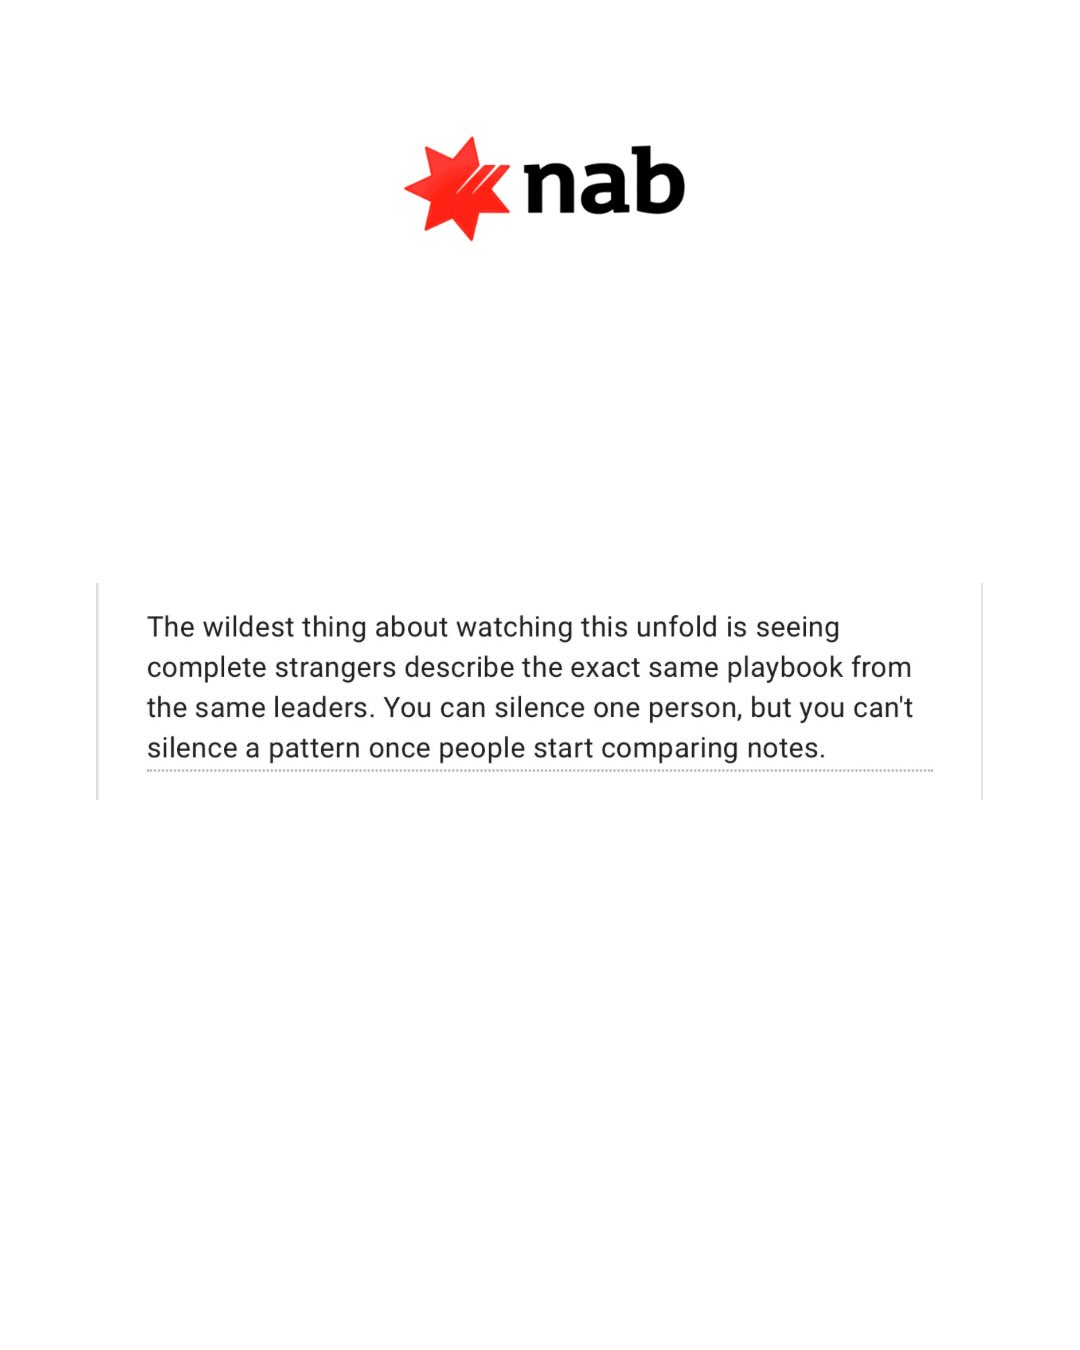 nab
The wildest thing about watching this unfold is seeing
complete strangers describe the exact same playbook from
the same leaders. You can silence one person, but you can't
silence a pattern once people start comparing notes.